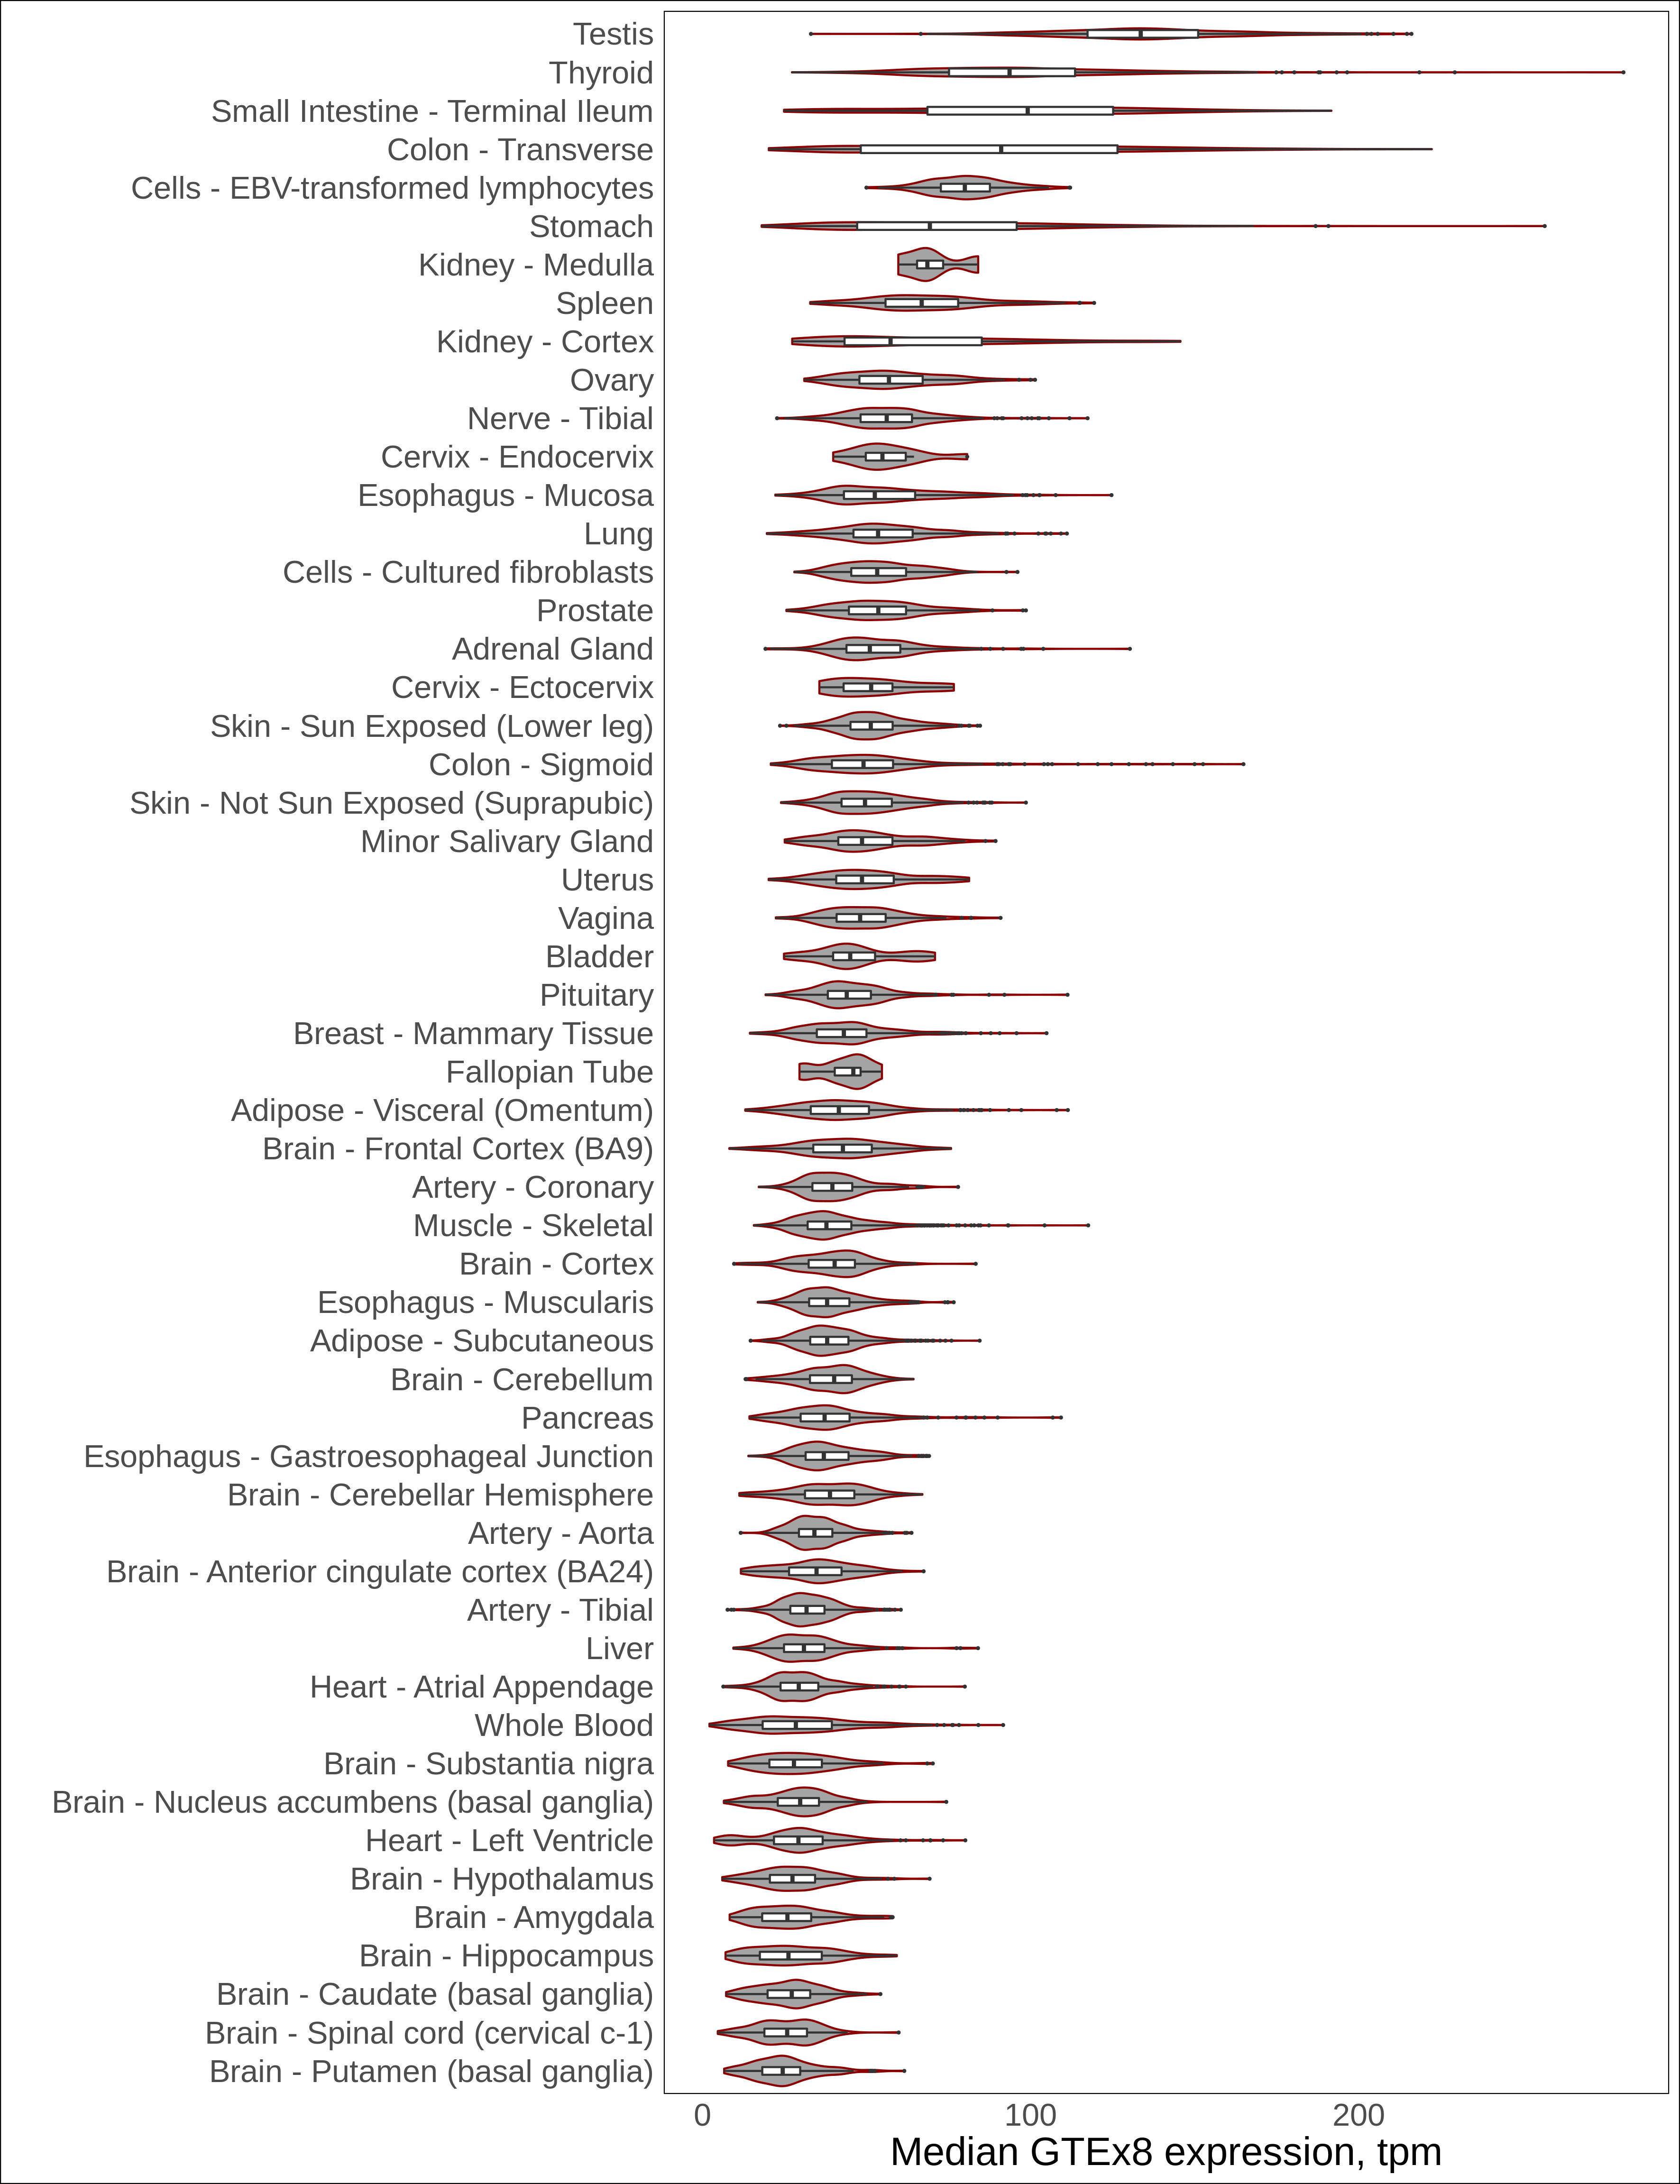 Testis
Thyroid
Small Intestine - Terminal Ileum
Colon - Transverse
Cells - EBV-transformed lymphocytes
Stomach
Kidney - Medulla
Spleen
Kidney - Cortex
Ovary
Nerve - Tibial
Cervix - Endocervix
Esophagus - Mucosa
Lung
Cells - Cultured fibroblasts
Prostate
Adrenal Gland
Cervix - Ectocervix
Skin - Sun Exposed (Lower leg)
Colon - Sigmoid
Skin - Not Sun Exposed (Suprapubic)
Minor Salivary Gland
Uterus
Vagina
Bladder
Pituitary
Breast - Mammary Tissue
Fallopian Tube
Adipose - Visceral (Omentum)
Brain - Frontal Cortex (BA9)
Artery - Coronary
Muscle - Skeletal
Brain - Cortex
Esophagus - Muscularis
Adipose - Subcutaneous
Brain - Cerebellum
Pancreas
Esophagus - Gastroesophageal Junction
Brain - Cerebellar Hemisphere
Artery - Aorta
Brain - Anterior cingulate cortex (BA24)
Artery - Tibial
Liver
Heart - Atrial Appendage
Whole Blood
Brain - Substantia nigra
Brain - Nucleus accumbens (basal ganglia)
Heart - Left Ventricle
Brain - Hypothalamus
Brain - Amygdala
Brain - Hippocampus
Brain - Caudate (basal ganglia)
Brain - Spinal cord (cervical c-1)
Brain - Putamen (basal ganglia)
0 100 200
Median GTEx8 expression, tpm